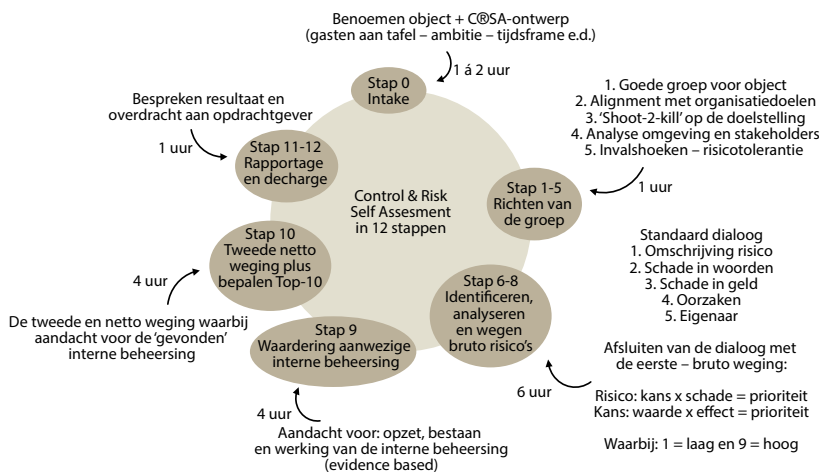 Benoemen object + C®SA-ontwerp
(gasten aan tafel – ambitie – tijdsframe e.d.)
1 á 2 uur
Stap 0
Intake
1. Goede groep voor object
2. Alignment met organisatiedoelen
3. ‘Shoot-2-kill’ op de doelstelling
4. Analyse omgeving en stakeholders
5. Invalshoeken – risicotolerantie
1 uur
Stap 1-5
Richten van
de groep
Standaard dialoog
1. Omschrijving risico
2. Schade in woorden
3. Schade in geld
4. Oorzaken
5. Eigenaar
Afsluiten van de dialoog met
de eerste – bruto weging:
Risico: kans x schade = prioriteit
Kans: waarde x effect = prioriteit
Waarbij: 1 = laag en 9 = hoog
6 uur
Stap 6-8
Identificeren,
analyseren
en wegen
bruto risico’s
Stap 9
Waardering aanwezige
interne beheersing
4 uur
Aandacht voor: opzet, bestaan
en werking van de interne beheersing
(evidence based)
Stap 10
Tweede netto
weging plus
bepalen Top-10
4 uur
De tweede en netto weging waarbij
aandacht voor de ‘gevonden’
interne beheersing
Stap 11-12
Rapportage
en decharge
1 uur
Bespreken resultaat en
overdracht aan opdrachtgever
Control & Risk
Self Assesment
in 12 stappen